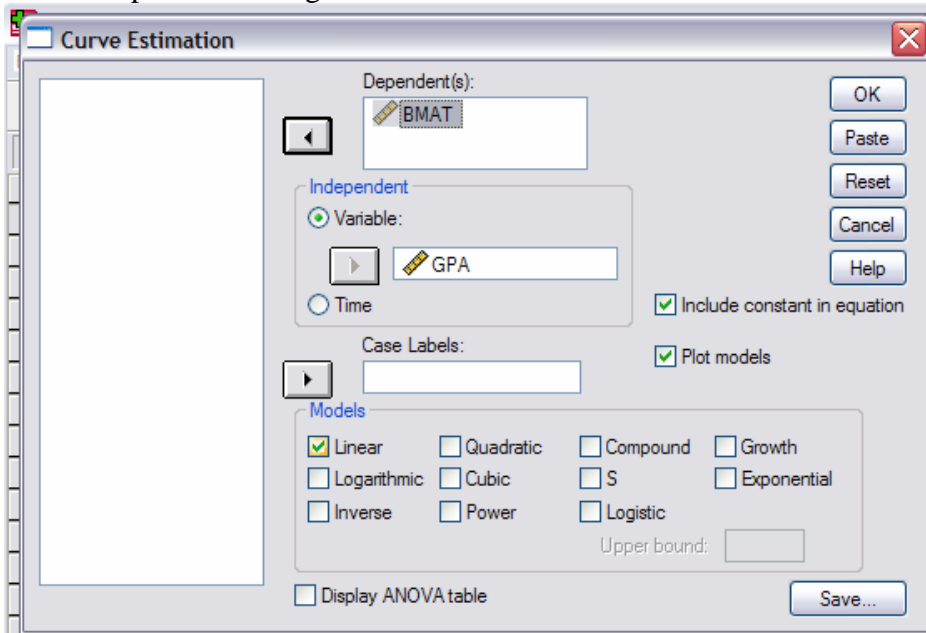 Curve Estimation
Dependent(s):
BMAT
OK
Paste
Reset
Cancel
Help
Independent
Variable:
GPA
Time
Include constant in equation
Case Labels:
Plot models
Models
Linear Quadratic Compound Growth
Logarithmic Cubic S Exponential
Inverse Power Logistic
Upper bound:
Display ANOVA table
Save...